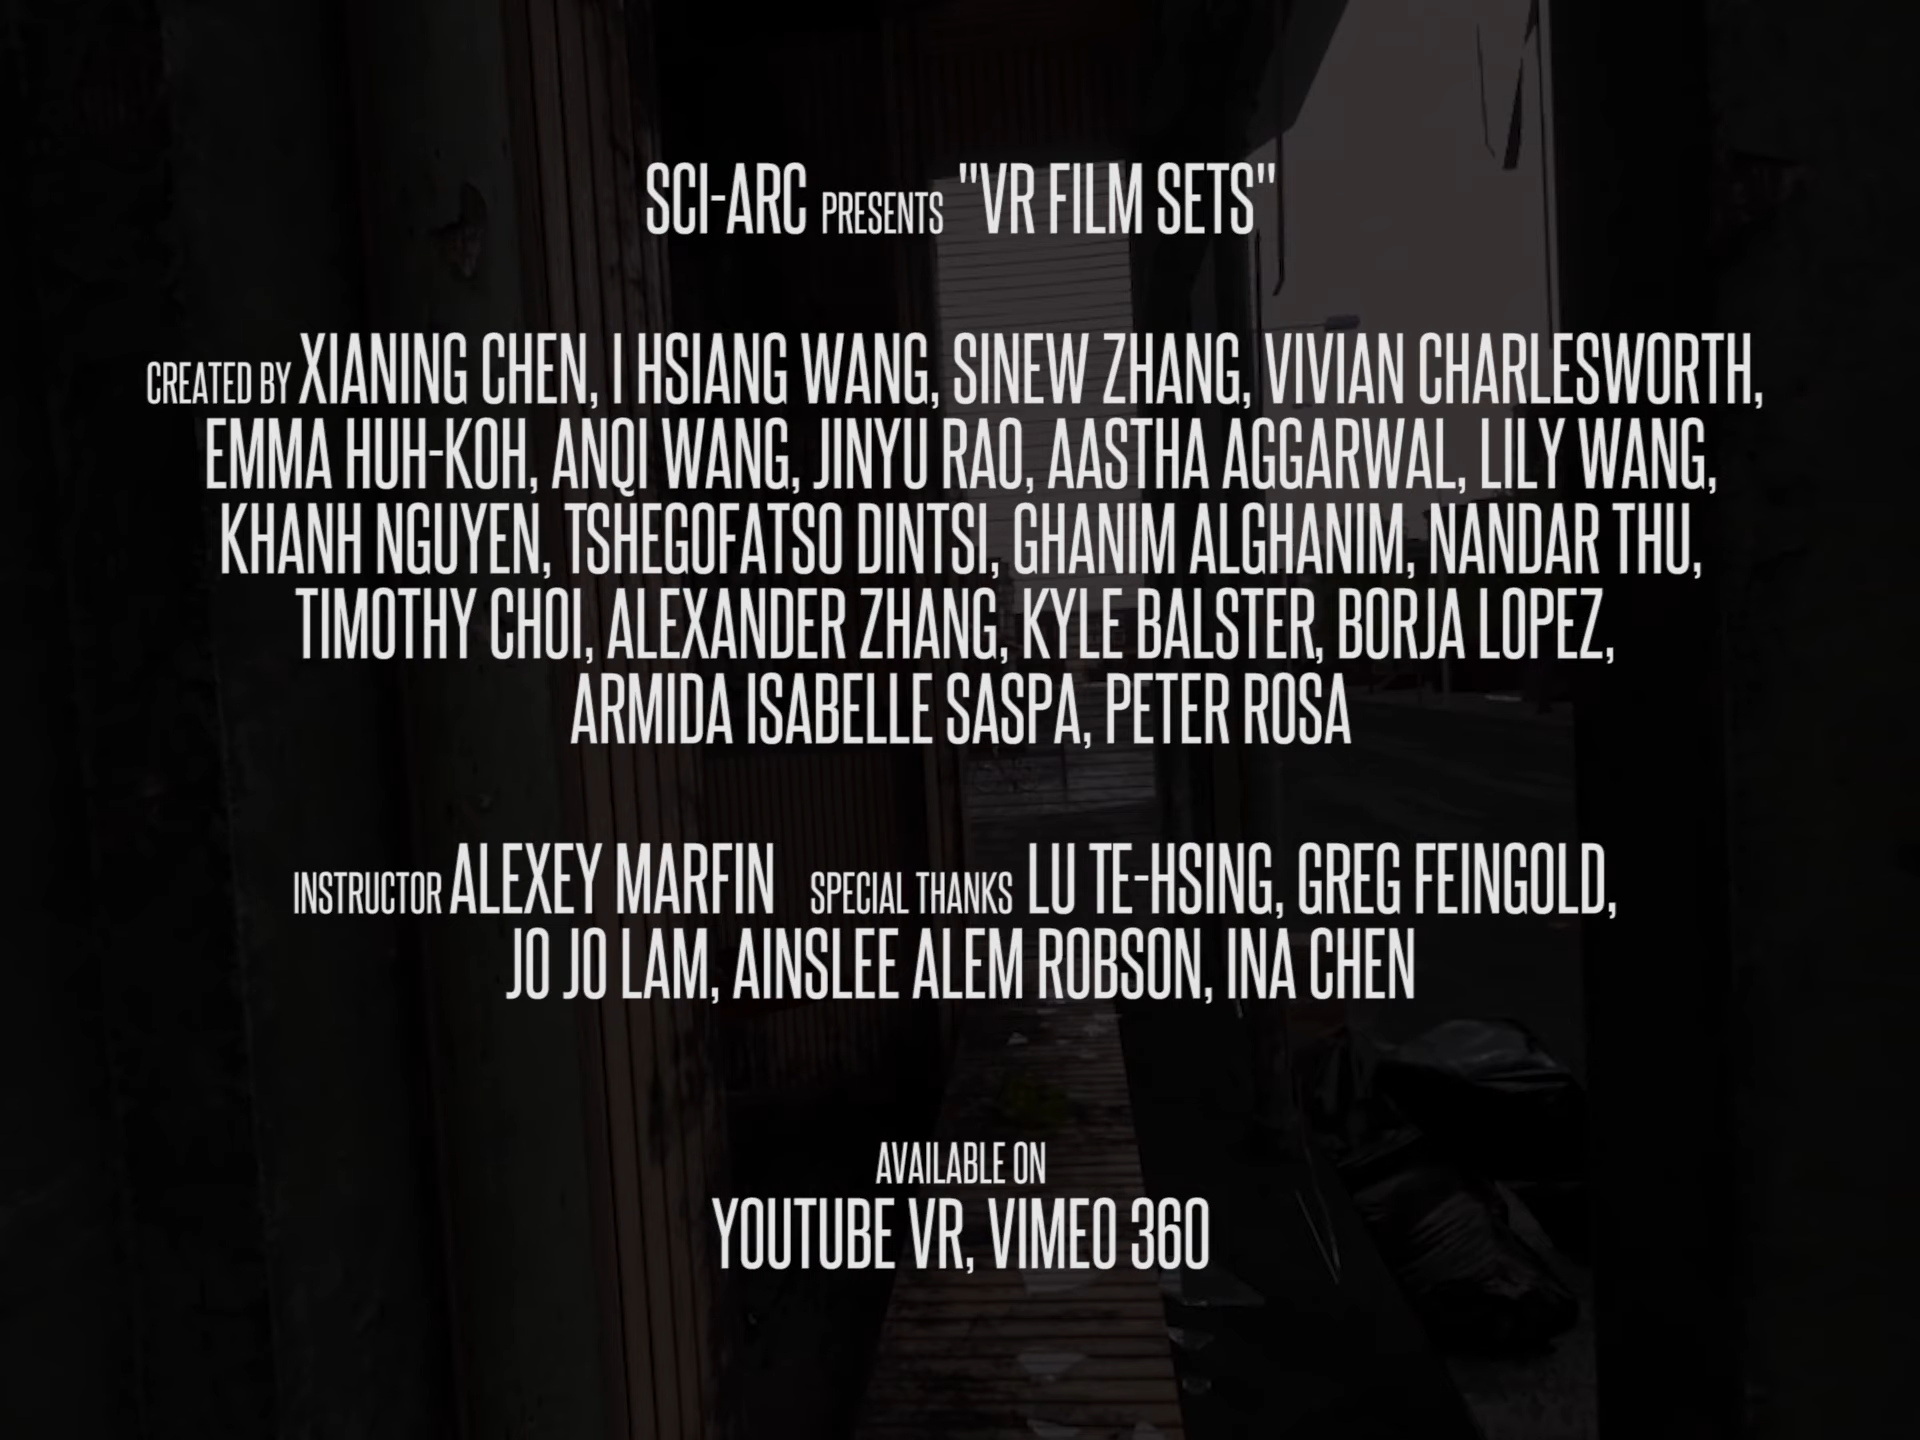 SCI-ARC PRESENTS "VR FILM SETS"
CREATED BY XIANING CHEN, I HSIANG WANG, SINEW ZHANG, VIVIAN CHARLESWORTH,
EMMA HUH-KOH, ANQI WANG, JINYU RAO, AASTHA AGGARWAL, LILY WANG,
KHANH NGUYEN, TSHEGOFATSO DINTSI, GHANIM ALGHANIM, NANDAR THU,
TIMOTHY CHOI, ALEXANDER ZHANG, KYLE BALSTER, BORJA LOPEZ,
ARMIDA ISABELLE SASPA, PETER ROSA
INSTRUCTOR ALEXEY MARFIN SPECIAL THANKS LU TE-HSING, GREG FEINGOLD,
JO JO LAM, AINSLEE ALEM ROBSON, INA CHEN
AVAILABLE ON
YOUTUBE VR, VIMEO 360